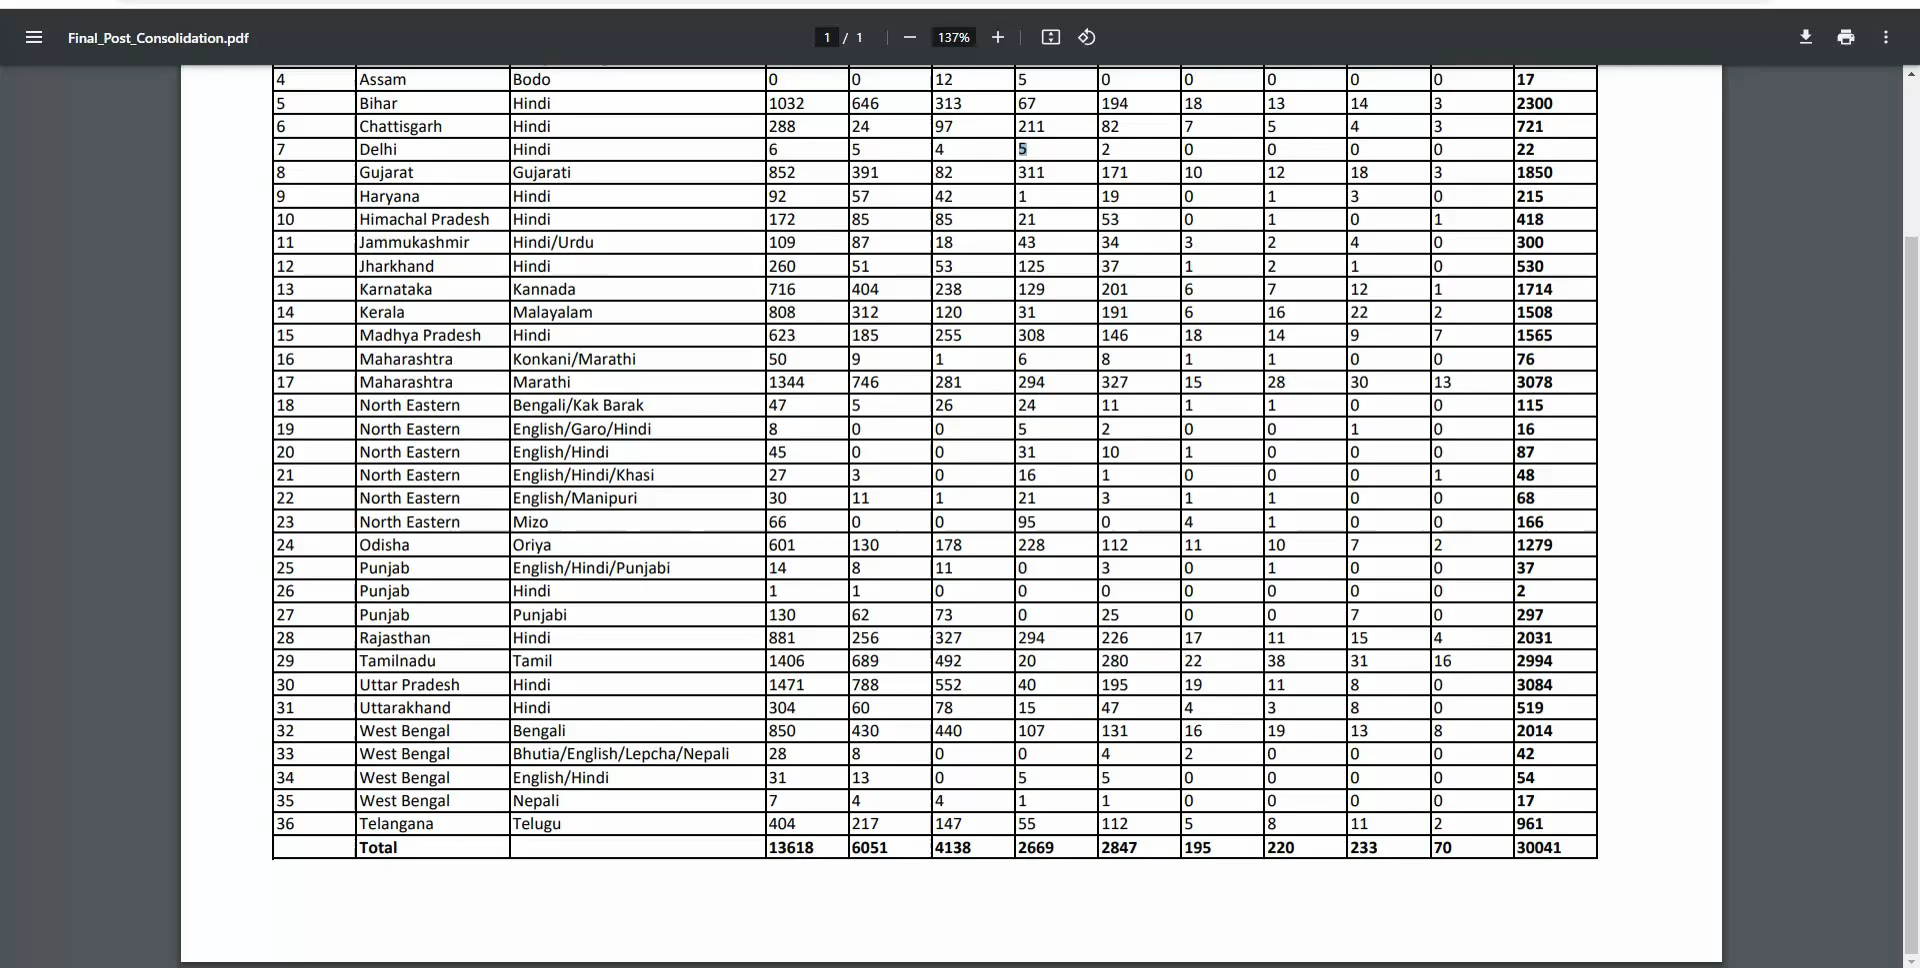 Final_Post_Consolidation.pdf 1 / 1 137%
4 Assam Bodo 0 0 12 5 0 0 0 0 0 17
5 Bihar Hindi 1032 646 313 67 194 18 13 14 3 2300
6 Chattisgarh Hindi 288 24 97 211 82 7 5 4 3 721
7 Delhi Hindi 6 5 4 5 2 0 0 0 0 22
8 Gujarat Gujarati 852 391 82 311 171 10 12 18 3 1850
9 Haryana Hindi 92 57 42 1 19 0 1 3 0 215
10 Himachal Pradesh Hindi 172 85 85 21 53 0 1 0 1 418
11 Jammukashmir Hindi/Urdu 109 87 18 43 34 3 2 4 0 300
12 Jharkhand Hindi 260 51 53 125 37 1 2 1 0 530
13 Karnataka Kannada 716 404 238 129 201 6 7 12 1 1714
14 Kerala Malayalam 808 312 120 31 191 6 16 22 2 1508
15 Madhya Pradesh Hindi 623 185 255 308 146 18 14 9 7 1565
16 Maharashtra Konkani/Marathi 50 9 1 6 8 1 1 0 0 76
17 Maharashtra Marathi 1344 746 281 294 327 15 28 30 13 3078
18 North Eastern Bengali/Kak Barak 47 5 26 24 11 1 1 0 0 115
19 North Eastern English/Garo/Hindi 8 0 0 5 2 0 0 1 0 16
20 North Eastern English/Hindi 45 0 0 31 10 1 0 0 0 87
21 North Eastern English/Hindi/Khasi 27 3 0 16 1 0 0 0 1 48
22 North Eastern English/Manipuri 30 11 1 21 3 1 1 0 0 68
23 North Eastern Mizo 66 0 0 95 0 4 1 0 0 166
24 Odisha Oriya 601 130 178 228 112 11 10 7 2 1279
25 Punjab English/Hindi/Punjabi 14 8 11 0 3 0 1 0 0 37
26 Punjab Hindi 1 1 0 0 0 0 0 0 0 2
27 Punjab Punjabi 130 62 73 0 25 0 0 7 0 297
28 Rajasthan Hindi 881 256 327 294 226 17 11 15 4 2031
29 Tamilnadu Tamil 1406 689 492 20 280 22 38 31 16 2994
30 Uttar Pradesh Hindi 1471 788 552 40 195 19 11 8 0 3084
31 Uttarakhand Hindi 304 60 78 15 47 4 3 8 0 519
32 West Bengal Bengali 850 430 440 107 131 16 19 13 8 2014
33 West Bengal Bhutia/English/Lepcha/Nepali 28 8 0 0 4 2 0 0 0 42
34 West Bengal English/Hindi 31 13 0 5 5 0 0 0 0 54
35 West Bengal Nepali 7 4 4 1 1 0 0 0 0 17
36 Telangana Telugu 404 217 147 55 112 5 8 11 2 961
Total 13618 6051 4138 2669 2847 195 220 233 70 30041